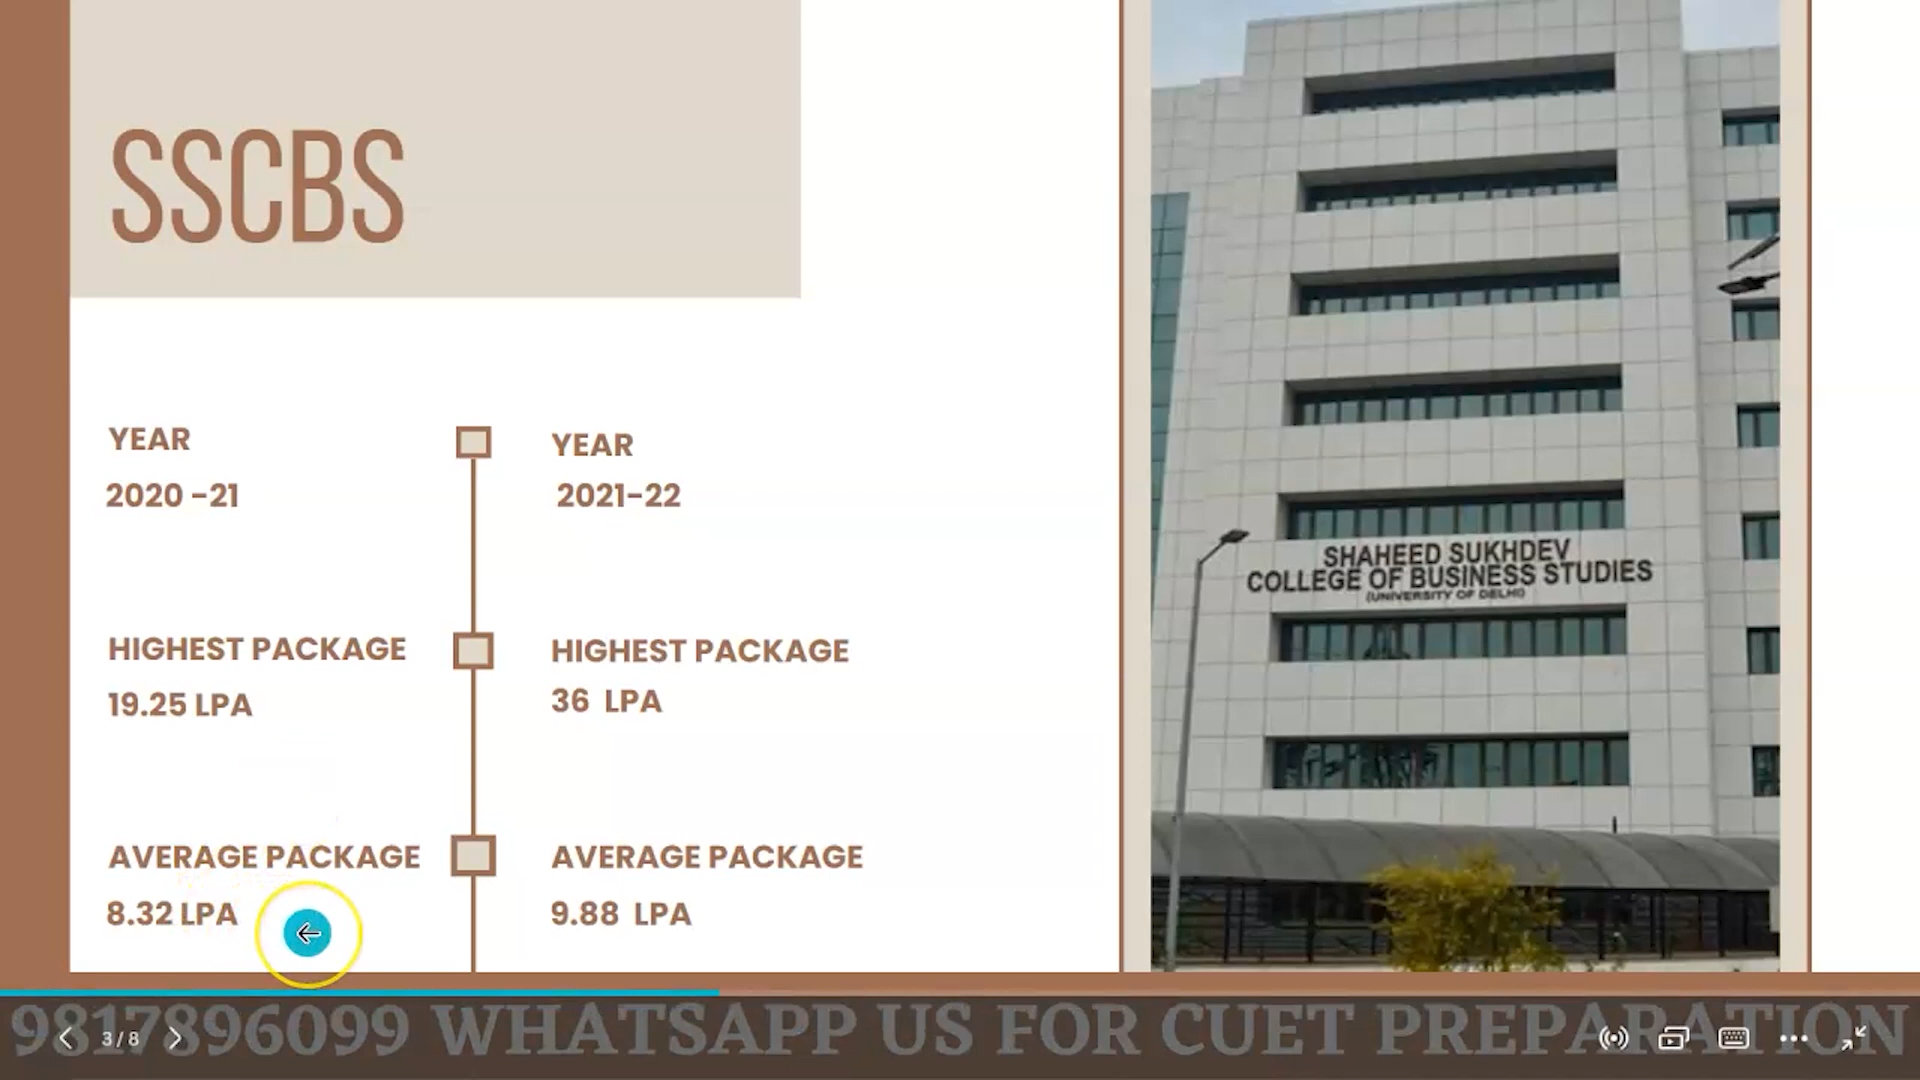 SSCBS
YEAR
2020 -21
HIGHEST PACKAGE
19.25 LPA
AVERAGE PACKAGE
8.32 LPA
YEAR
2021-22
HIGHEST PACKAGE
36 LPA
AVERAGE PACKAGE
9.88 LPA
SHAHEED SUKHDEV
COLLEGE OF BUSINESS STUDIES
(UNIVERSITY OF DELHI)
9817896099 WHATSAPP US FOR CUET PREPARATION
3/8